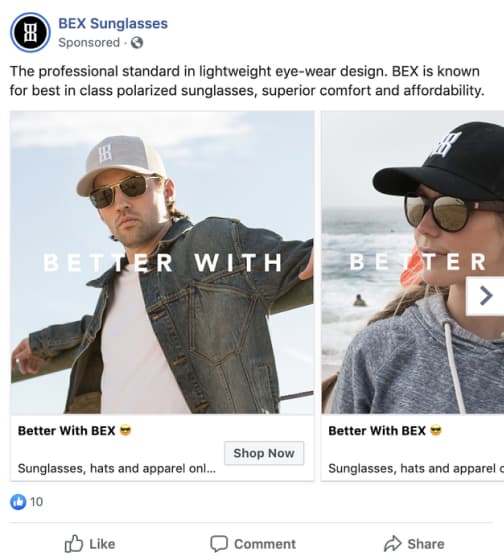 BEX Sunglasses
Sponsored ·
The professional standard in lightweight eye-wear design. BEX is known
for best in class polarized sunglasses, superior comfort and affordability.
BETTER WITH
BETTER
Better With BEX 😎
Shop Now
Sunglasses, hats and apparel onl...
Better With BEX 😎
Sunglasses, hats and apparel
10
Like
Comment
Share